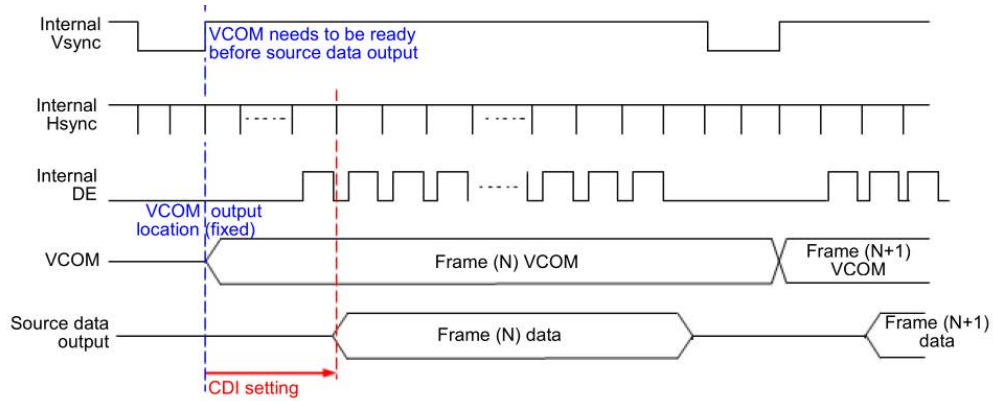 Internal
Vsync
VCOM needs to be ready
before source data output
Internal
Hsync
Internal
DE
VCOM output
location (fixed)
VCOM
Frame (N) VCOM
Frame (N+1)
VCOM
Source data
output
Frame (N) data
Frame (N+1)
data
CDI setting